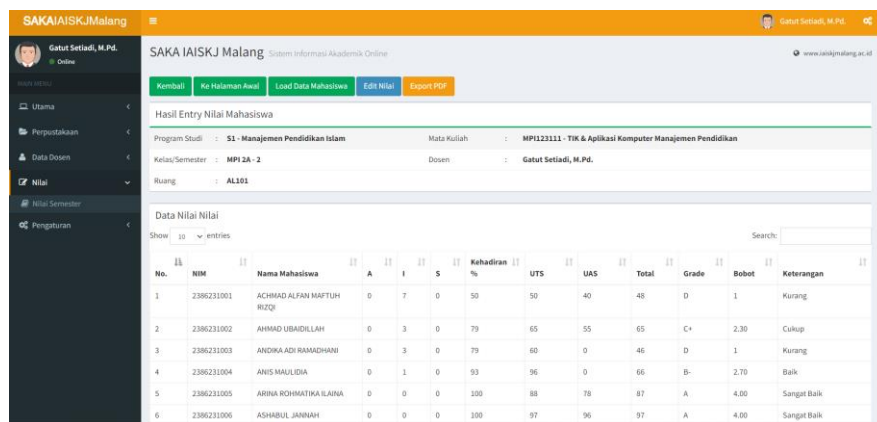 SAKAIAISKJMalang
Gatut Setiadi, M.Pd.
Gatut Setiadi, M.Pd.
Online
SAKA IAISKJ Malang Sistem Informasi Akademik Online
www.iaiskjmalang.ac.id
MAIN MENU
Utama
Perpustakaan
Data Dosen
Nilai
Nilai Semester
Pengaturan
Kembali Ke Halaman Awal Load Data Mahasiswa Edit Nilai Export PDF
Hasil Entry Nilai Mahasiswa
Program Studi : S1 - Manajemen Pendidikan Islam Mata Kuliah : MPI123111 - TIK & Aplikasi Komputer Manajemen Pendidikan
Kelas/Semester : MPI 2A - 2 Dosen : Gatut Setiadi, M.Pd.
Ruang : AL101
Data Nilai Nilai
Show 10 entries Search:
No. NIM Nama Mahasiswa A I S Kehadiran % UTS UAS Total Grade Bobot Keterangan
1 2386231001 ACHMAD ALFAN MAFTUH RIZQI 0 7 0 50 50 40 48 D 1 Kurang
2 2386231002 AHMAD UBAIDILLAH 0 3 0 79 65 55 65 C+ 2.30 Cukup
3 2386231003 ANDIKA ADI RAMADHANI 0 3 0 79 60 0 46 D 1 Kurang
4 2386231004 ANIS MAULIDIA 0 1 0 93 96 0 66 B- 2.70 Baik
5 2386231005 ARINA ROHMATIKA ILAINA 0 0 0 100 88 78 87 A 4.00 Sangat Baik
6 2386231006 ASHABUL JANNAH 0 0 0 100 97 96 97 A 4.00 Sangat Baik